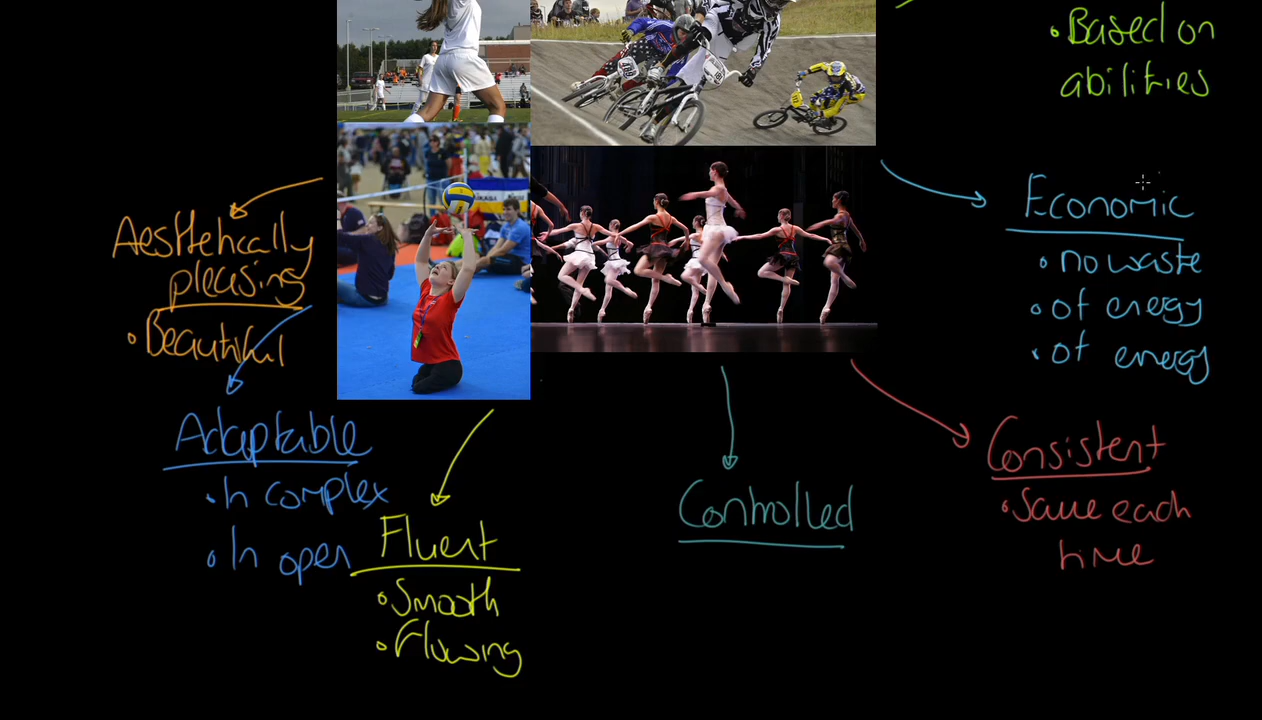 • Based on
abilities
Economic
• no waste
• of energy
• of energy
Aesthetically
pleasing
• Beautiful
Adaptable
• In complex
• In open
Fluent
• Smooth
• Flowing
Controlled
Consistent
• Same each
time